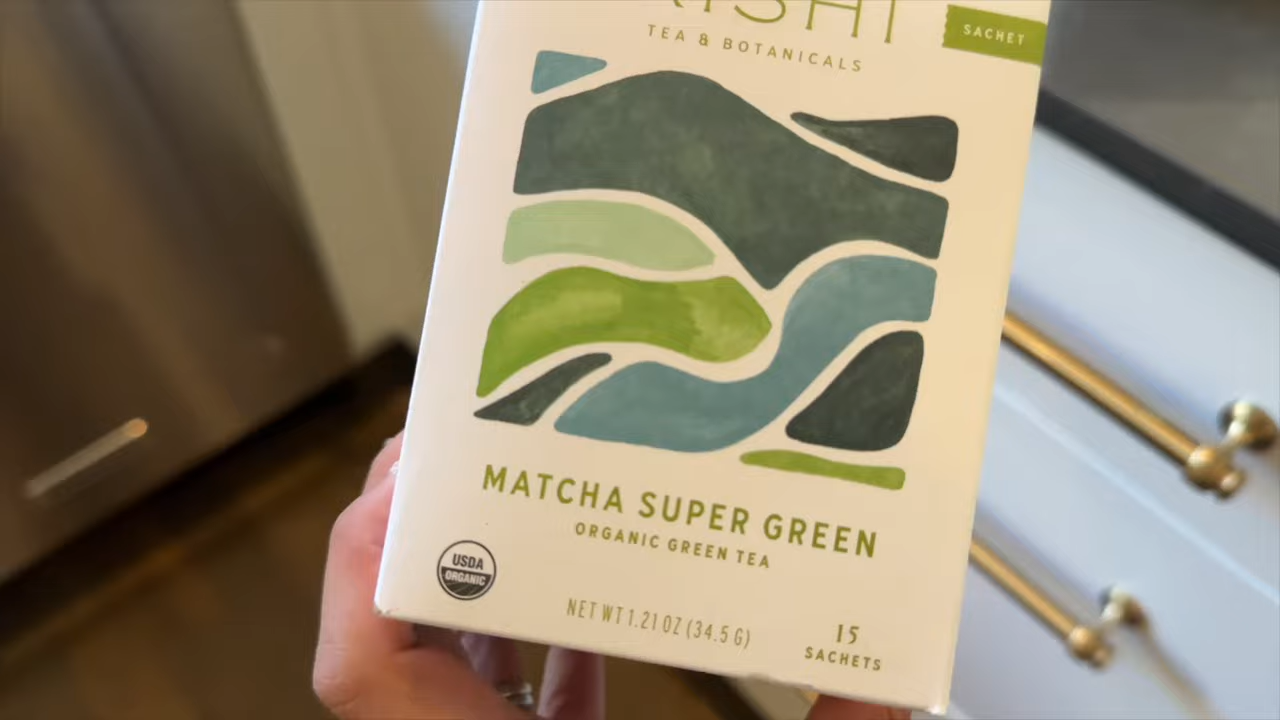 RISHI
TEA & BOTANICALS
SACHET
MATCHA SUPER GREEN
ORGANIC GREEN TEA
USDA
ORGANIC
NET WT 1.21 OZ (34.5 G)
15
SACHETS